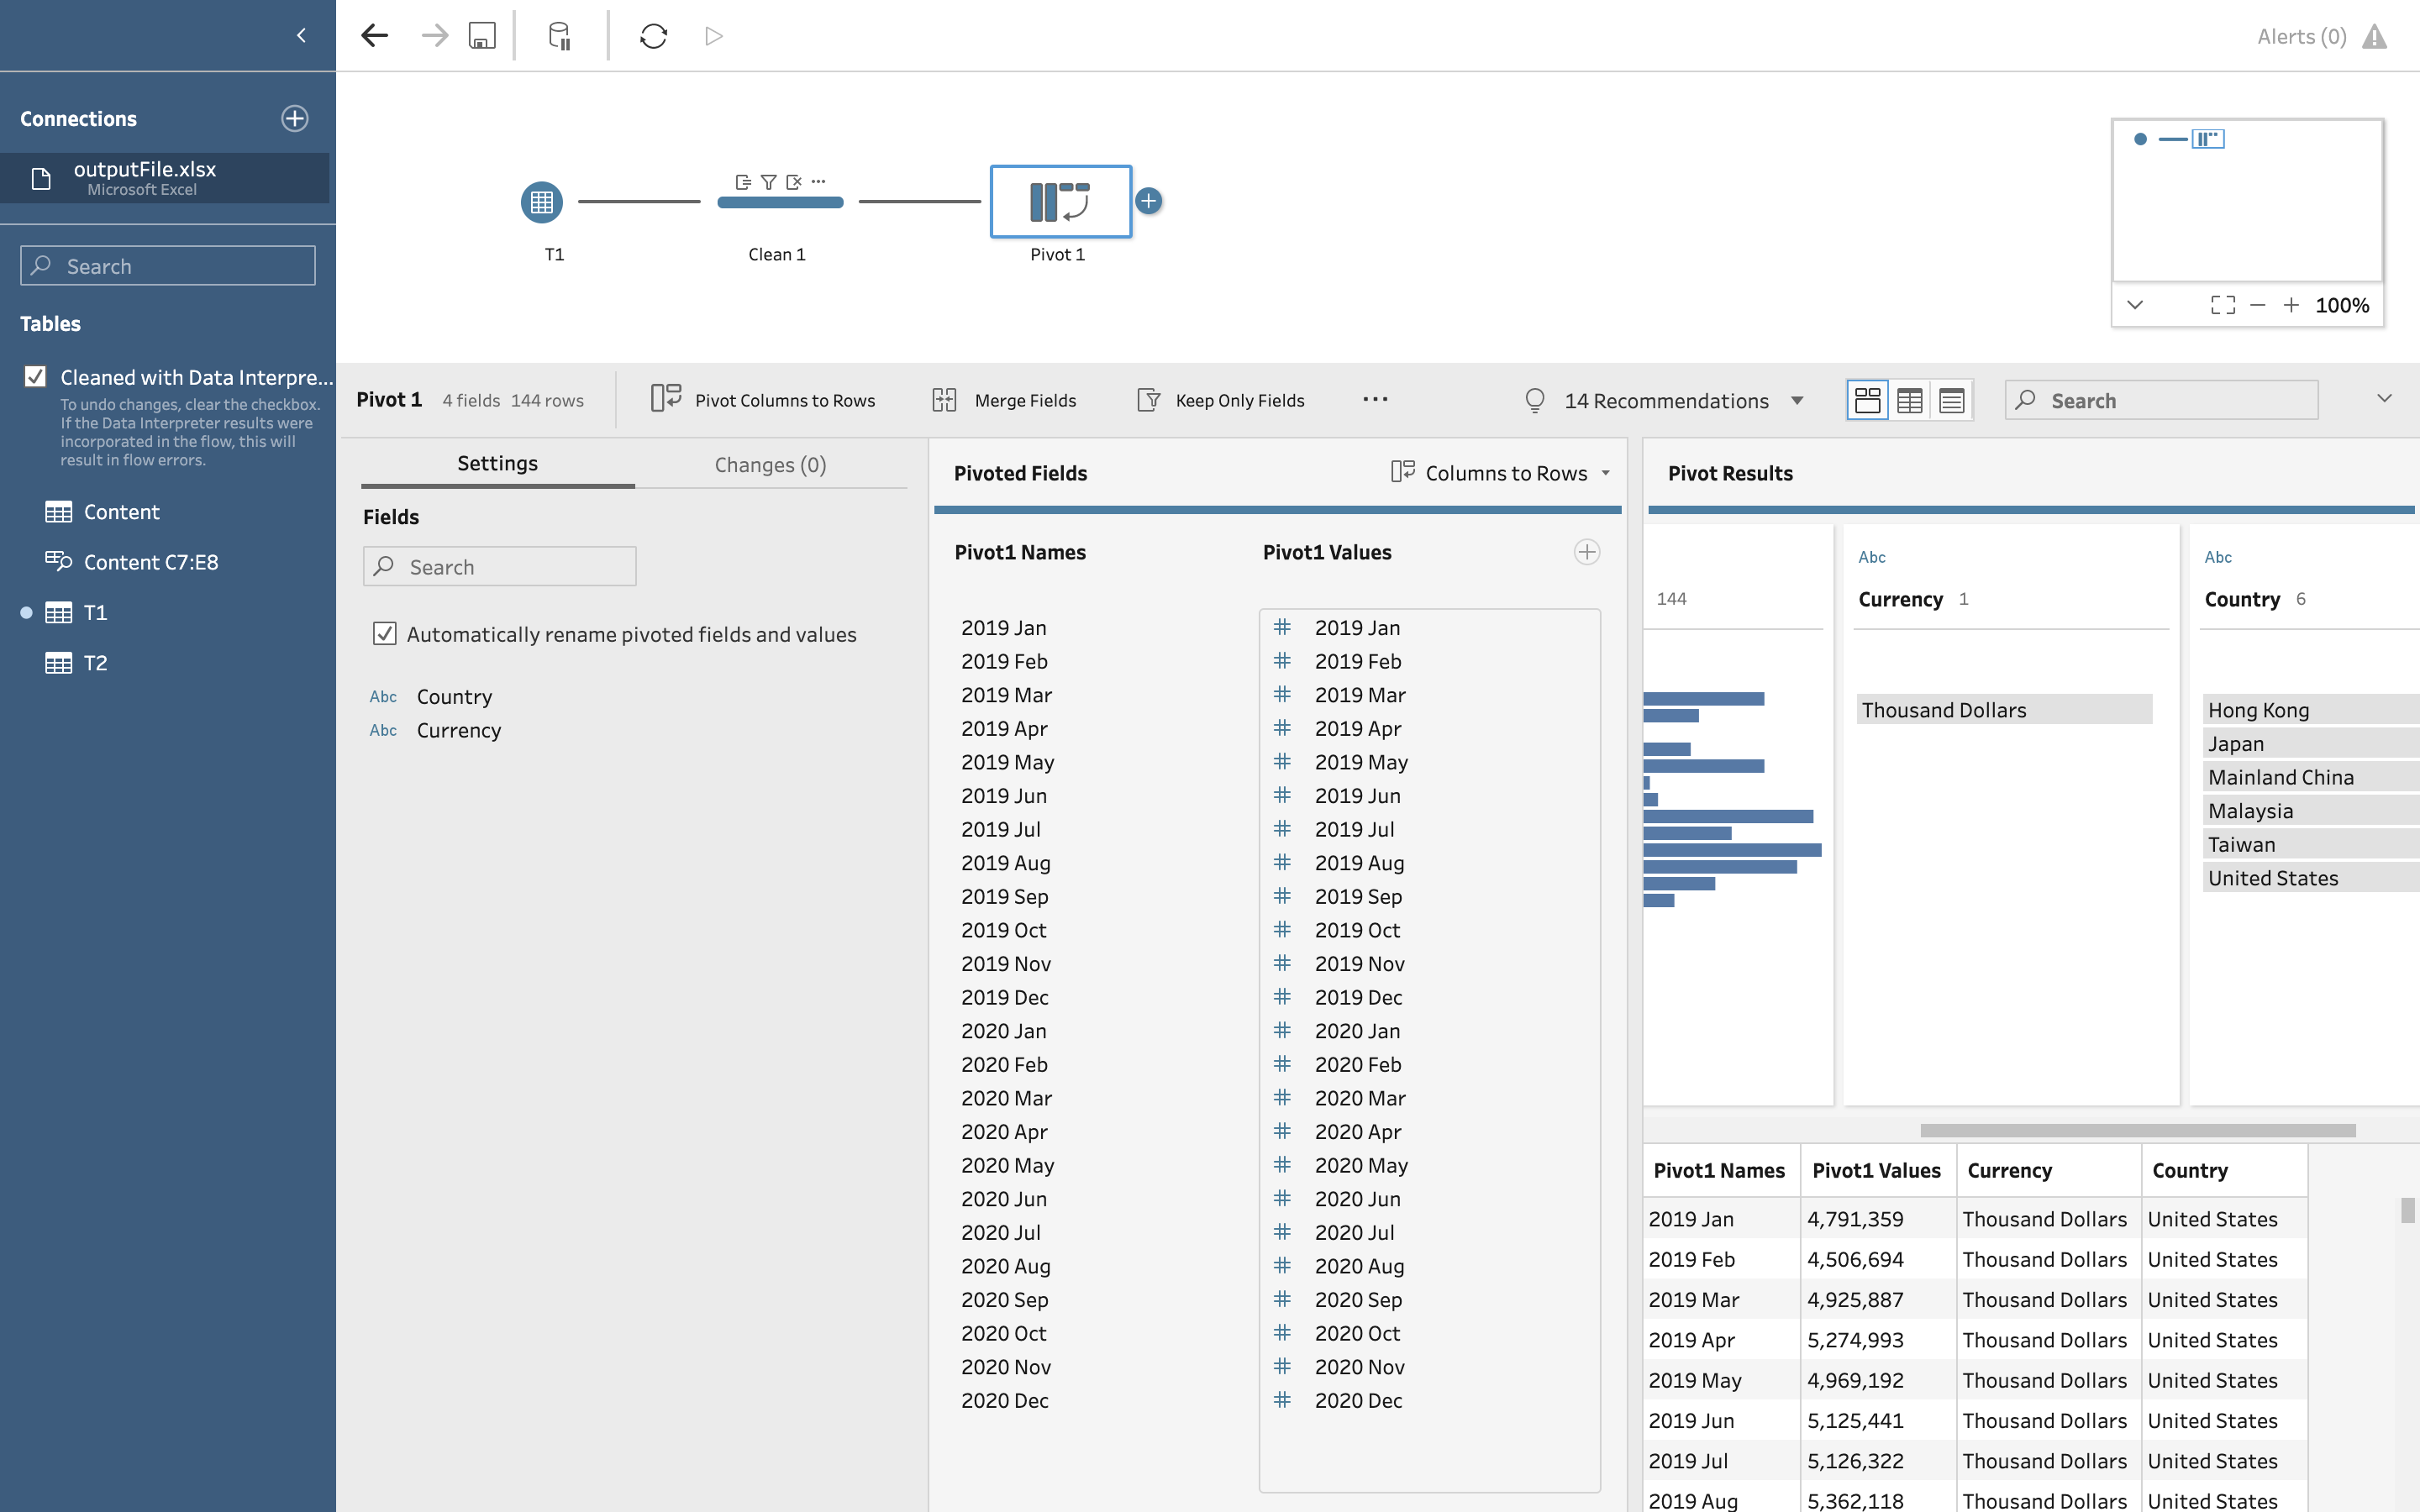 Alerts (0)
Connections
outputFile.xlsx
Microsoft Excel
Search
Tables
Cleaned with Data Interpre...
To undo changes, clear the checkbox.
If the Data Interpreter results were
incorporated in the flow, this will
result in flow errors.
Content
Content C7:E8
T1
T2
T1
Clean 1
Pivot 1
100%
Pivot 1 4 fields 144 rows
Pivot Columns to Rows
Merge Fields
Keep Only Fields
14 Recommendations
Search
Settings
Changes (0)
Fields
Search
Automatically rename pivoted fields and values
Abc Country
Abc Currency
Pivoted Fields
Columns to Rows
Pivot1 Names Pivot1 Values
2019 Jan # 2019 Jan
2019 Feb # 2019 Feb
2019 Mar # 2019 Mar
2019 Apr # 2019 Apr
2019 May # 2019 May
2019 Jun # 2019 Jun
2019 Jul # 2019 Jul
2019 Aug # 2019 Aug
2019 Sep # 2019 Sep
2019 Oct # 2019 Oct
2019 Nov # 2019 Nov
2019 Dec # 2019 Dec
2020 Jan # 2020 Jan
2020 Feb # 2020 Feb
2020 Mar # 2020 Mar
2020 Apr # 2020 Apr
2020 May # 2020 May
2020 Jun # 2020 Jun
2020 Jul # 2020 Jul
2020 Aug # 2020 Aug
2020 Sep # 2020 Sep
2020 Oct # 2020 Oct
2020 Nov # 2020 Nov
2020 Dec # 2020 Dec
Pivot Results
144
Abc
Currency 1
Thousand Dollars
Abc
Country 6
Hong Kong
Japan
Mainland China
Malaysia
Taiwan
United States
Pivot1 Names Pivot1 Values Currency Country
2019 Jan 4,791,359 Thousand Dollars United States
2019 Feb 4,506,694 Thousand Dollars United States
2019 Mar 4,925,887 Thousand Dollars United States
2019 Apr 5,274,993 Thousand Dollars United States
2019 May 4,969,192 Thousand Dollars United States
2019 Jun 5,125,441 Thousand Dollars United States
2019 Jul 5,126,322 Thousand Dollars United States
2019 Aug 5,362,118 Thousand Dollars United States